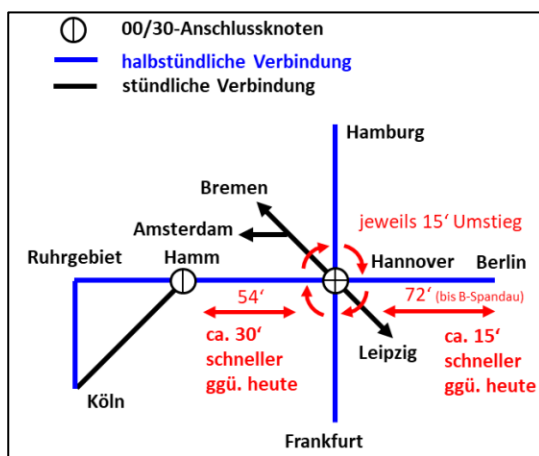 00/30-Anschlussknoten
halbstündliche Verbindung
stündliche Verbindung
Hamburg
Bremen
jeweils 15‘ Umstieg
Amsterdam
Ruhrgebiet Hamm Hannover Berlin
54‘ 72‘ (bis B-Spandau)
ca. 30‘
schneller
ggü. heute
Leipzig
ca. 15‘
schneller
ggü. heute
Köln
Frankfurt